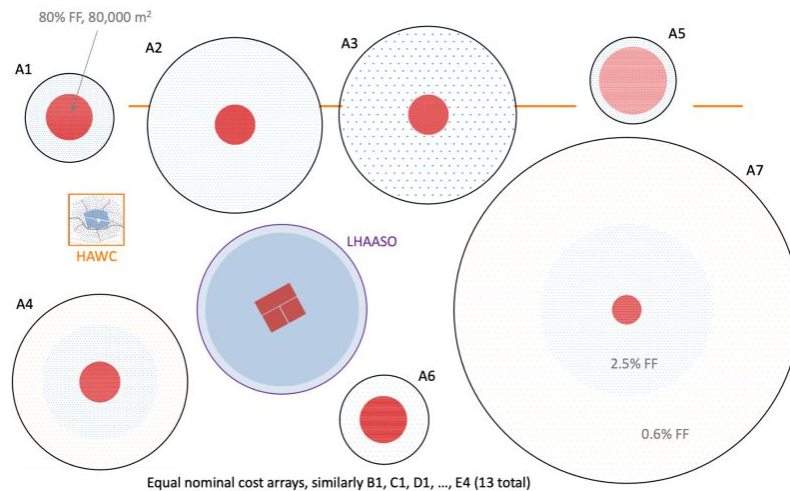 80% FF, 80,000 m²
A1
A2
A3
A5
A7
HAWC
LHAASO
A4
A6
2.5% FF
0.6% FF
Equal nominal cost arrays, similarly B1, C1, D1, ..., E4 (13 total)